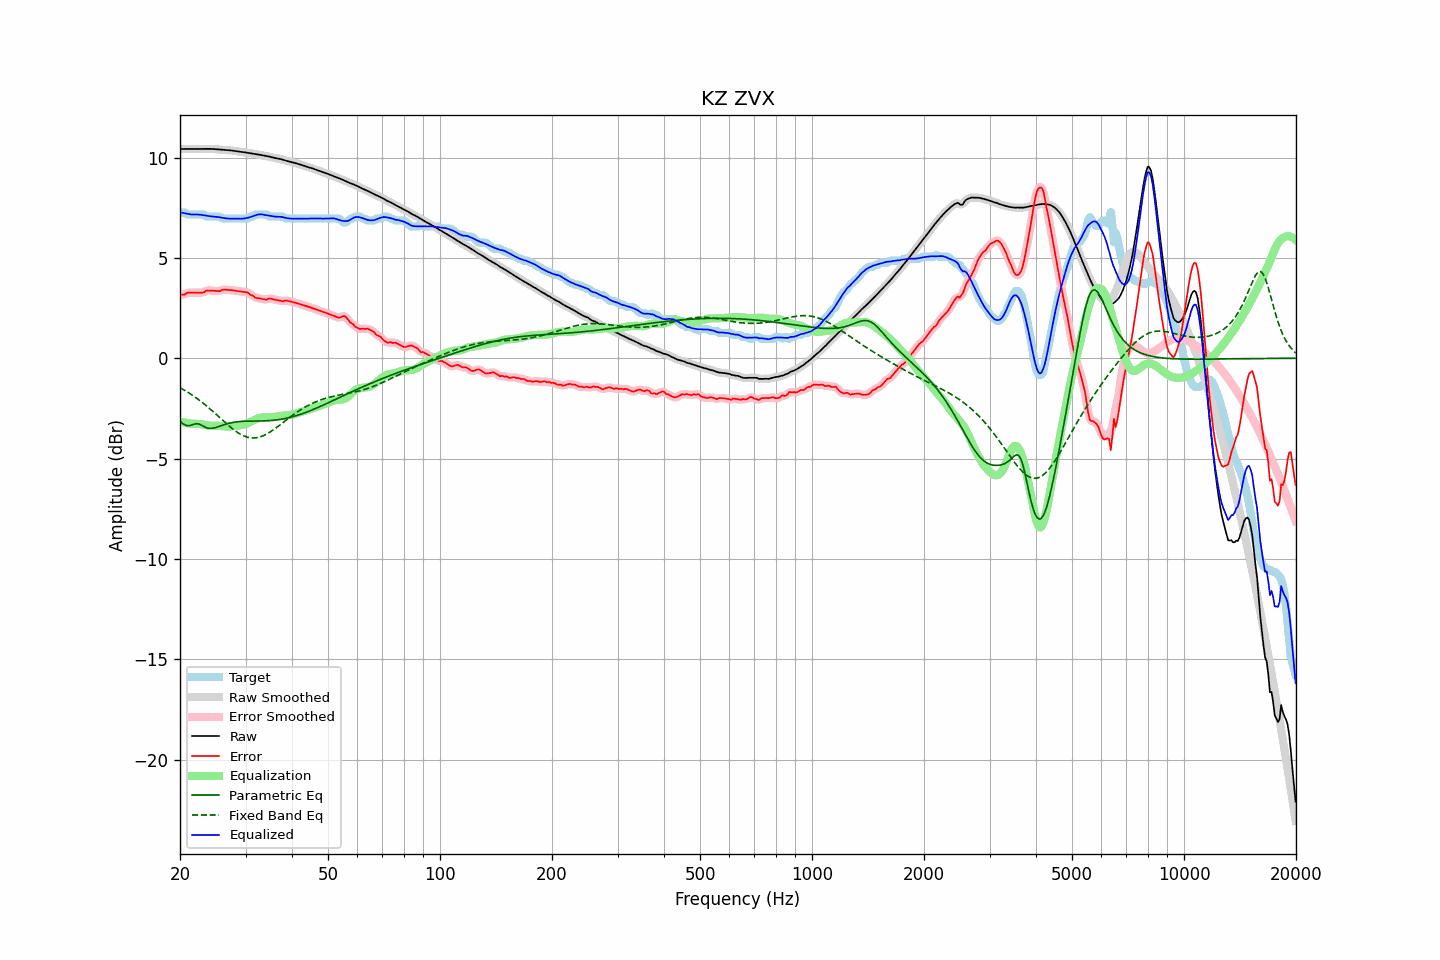 KZ ZVX
Amplitude (dBr)
10
5
0
−5
−10
−15
−20
Target
Raw Smoothed
Error Smoothed
Raw
Error
Equalization
Parametric Eq
Fixed Band Eq
Equalized
20 50 100 200 500 1000 2000 5000 10000 20000
Frequency (Hz)